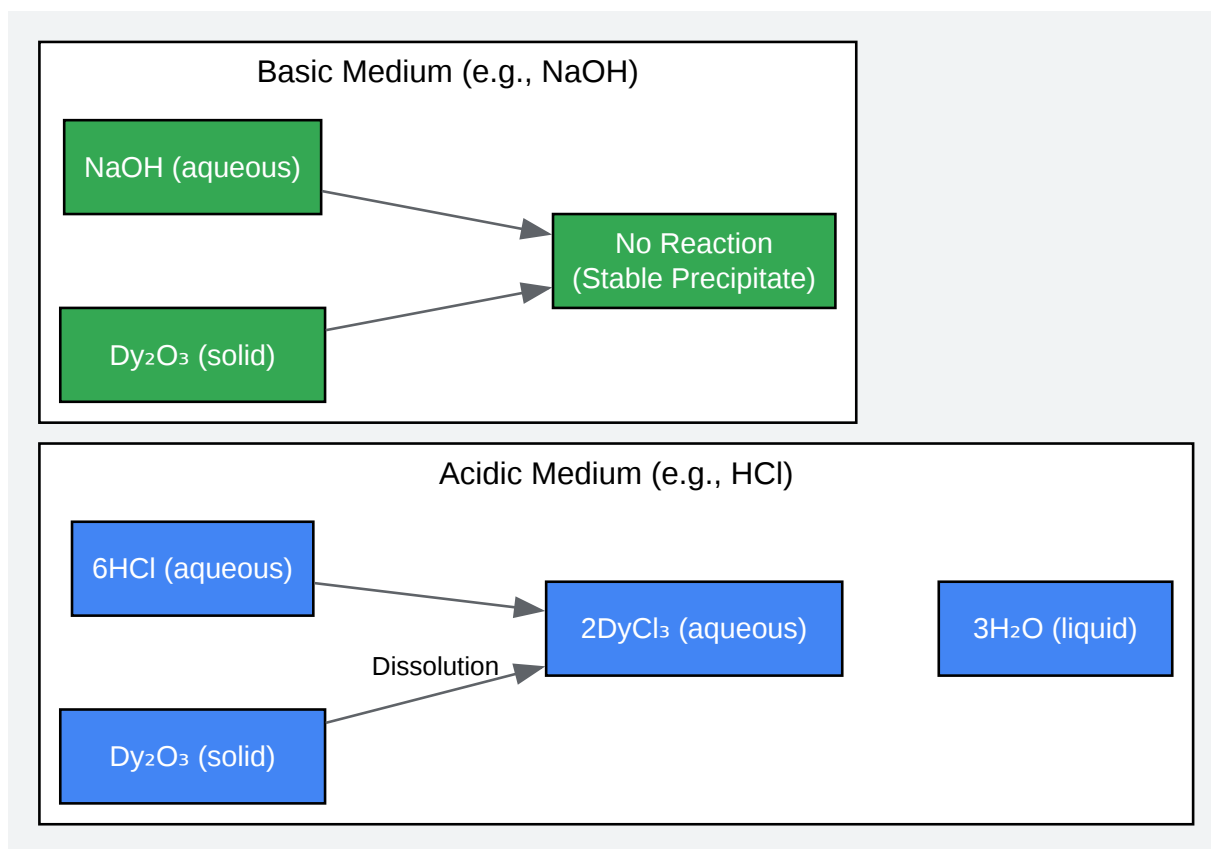 Basic Medium (e.g., NaOH)
NaOH (aqueous)
No Reaction
(Stable Precipitate)
Dy₂O₃ (solid)
Acidic Medium (e.g., HCl)
6HCl (aqueous)
2DyCl₃ (aqueous)
3H₂O (liquid)
Dissolution
Dy₂O₃ (solid)